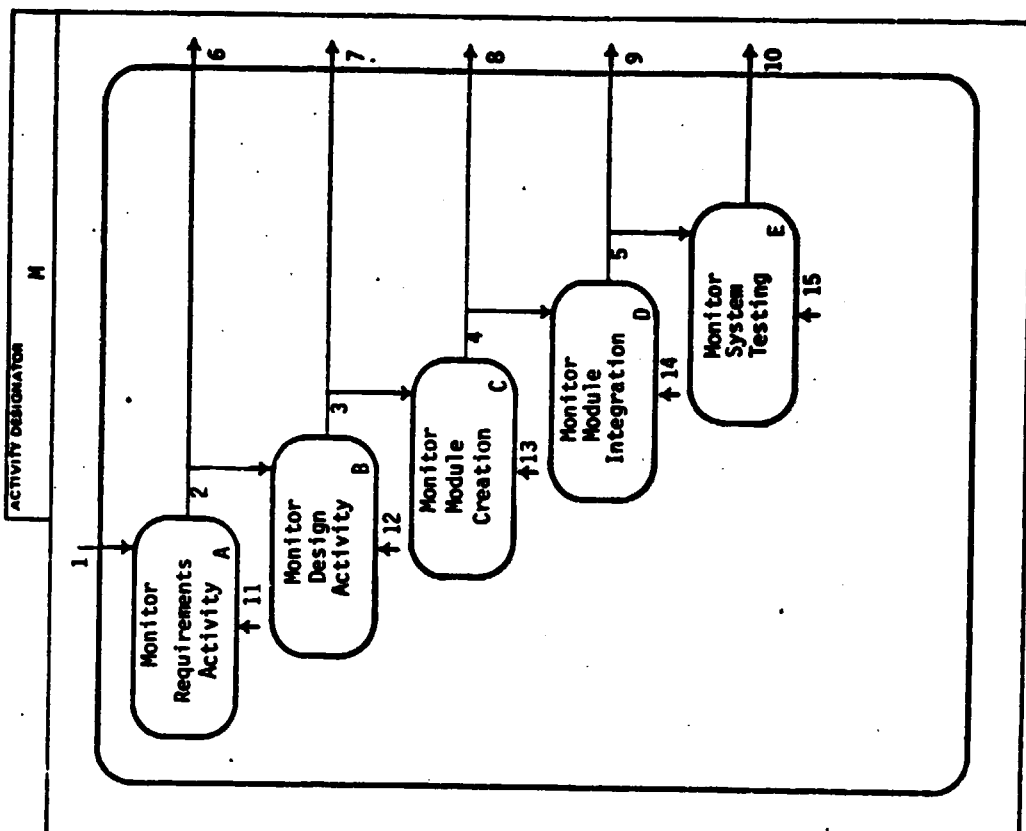 ACTIVITY DESIGNATOR
M
1
Monitor
Requirements
Activity
A
11
2
6
Monitor
Design
Activity
B
12
3
7
Monitor
Module
Creation
C
13
4
8
Monitor
Module
Integration
D
14
5
9
Monitor
System
Testing
E
15
10